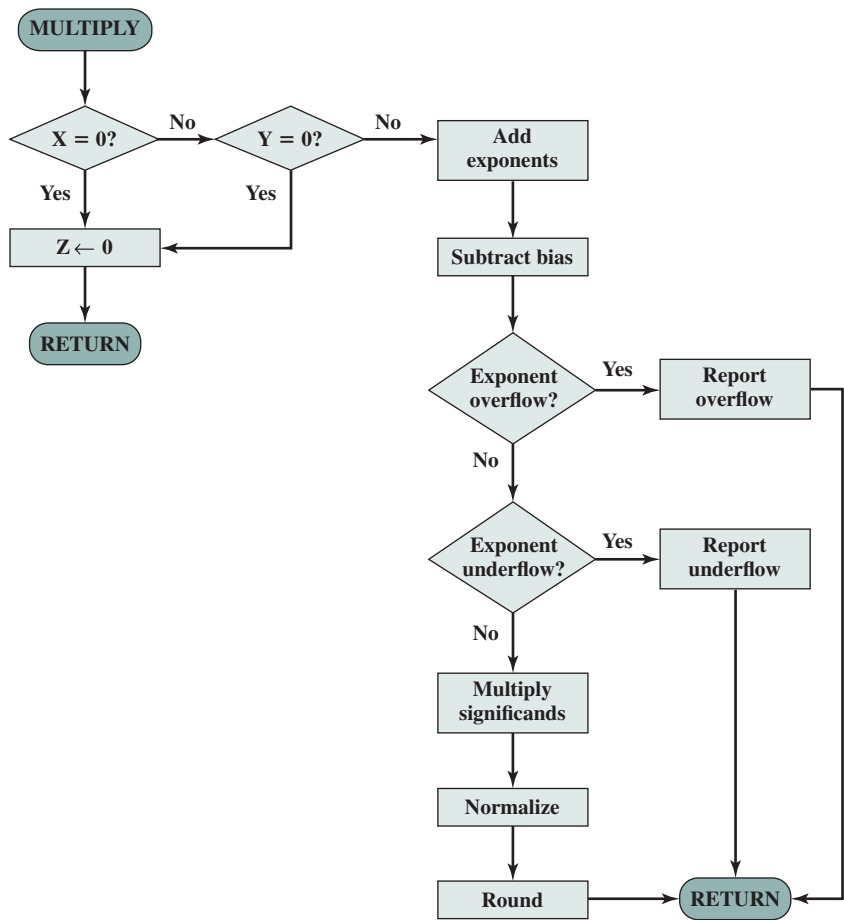 MULTIPLY
X = 0?
No
Y = 0?
No
Add
exponents
Yes
Yes
Z ← 0
Subtract bias
RETURN
Exponent
overflow?
Yes
Report
overflow
No
Exponent
underflow?
Yes
Report
underflow
No
Multiply
significands
Normalize
Round
RETURN